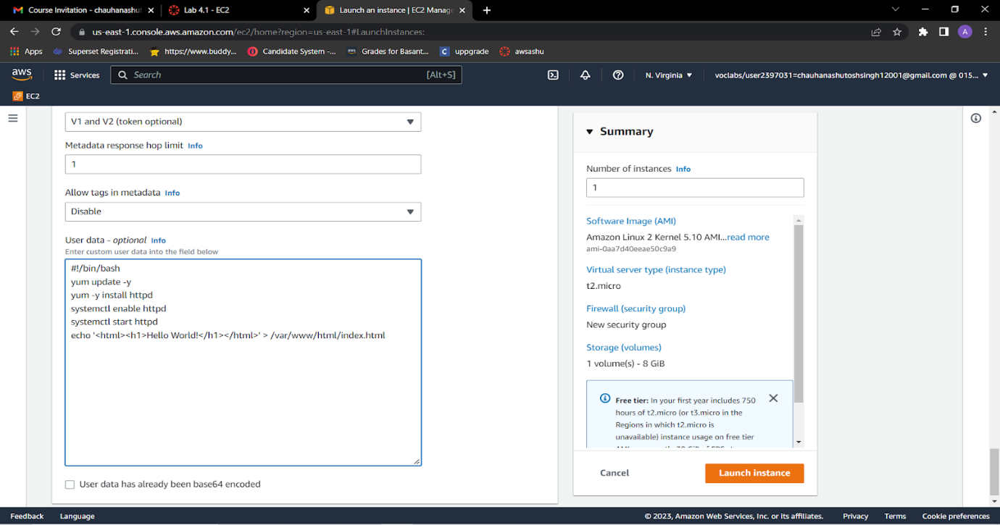 Course Invitation - chauhanashut
Lab 4.1 - EC2
Launch an instance | EC2 Manage
us-east-1.console.aws.amazon.com/ec2/home?region=us-east-1#LaunchInstances:
Apps
Superset Registrati...
https://www.buddy...
Candidate System -...
aws
Grades for Basant...
C
uppgrade
awsashu
A
aws
Services
Search
[Alt+S]
N. Virginia
voclabs/user2397031=chauhanashutoshsingh12001@gmail.com @ 015...
EC2
V1 and V2 (token optional)
Metadata response hop limit Info
1
Allow tags in metadata Info
Disable
User data - optional Info
Enter custom user data into the field below
#!/bin/bash
yum update -y
yum -y install httpd
systemctl enable httpd
systemctl start httpd
echo '<html><h1>Hello World!</h1></html>' > /var/www/html/index.html
User data has already been base64 encoded
Summary
Number of instances Info
1
Software Image (AMI)
Amazon Linux 2 Kernel 5.10 AMI...read more
ami-0aa7d40eeae50c9a9
Virtual server type (instance type)
t2.micro
Firewall (security group)
New security group
Storage (volumes)
1 volume(s) - 8 GiB
Free tier: In your first year includes 750
hours of t2.micro (or t3.micro in the
Regions in which t2.micro is
unavailable) instance usage on free tier
Cancel
Launch instance
Feedback
Language
© 2023, Amazon Web Services, Inc. or its affiliates.
Privacy
Terms
Cookie preferences